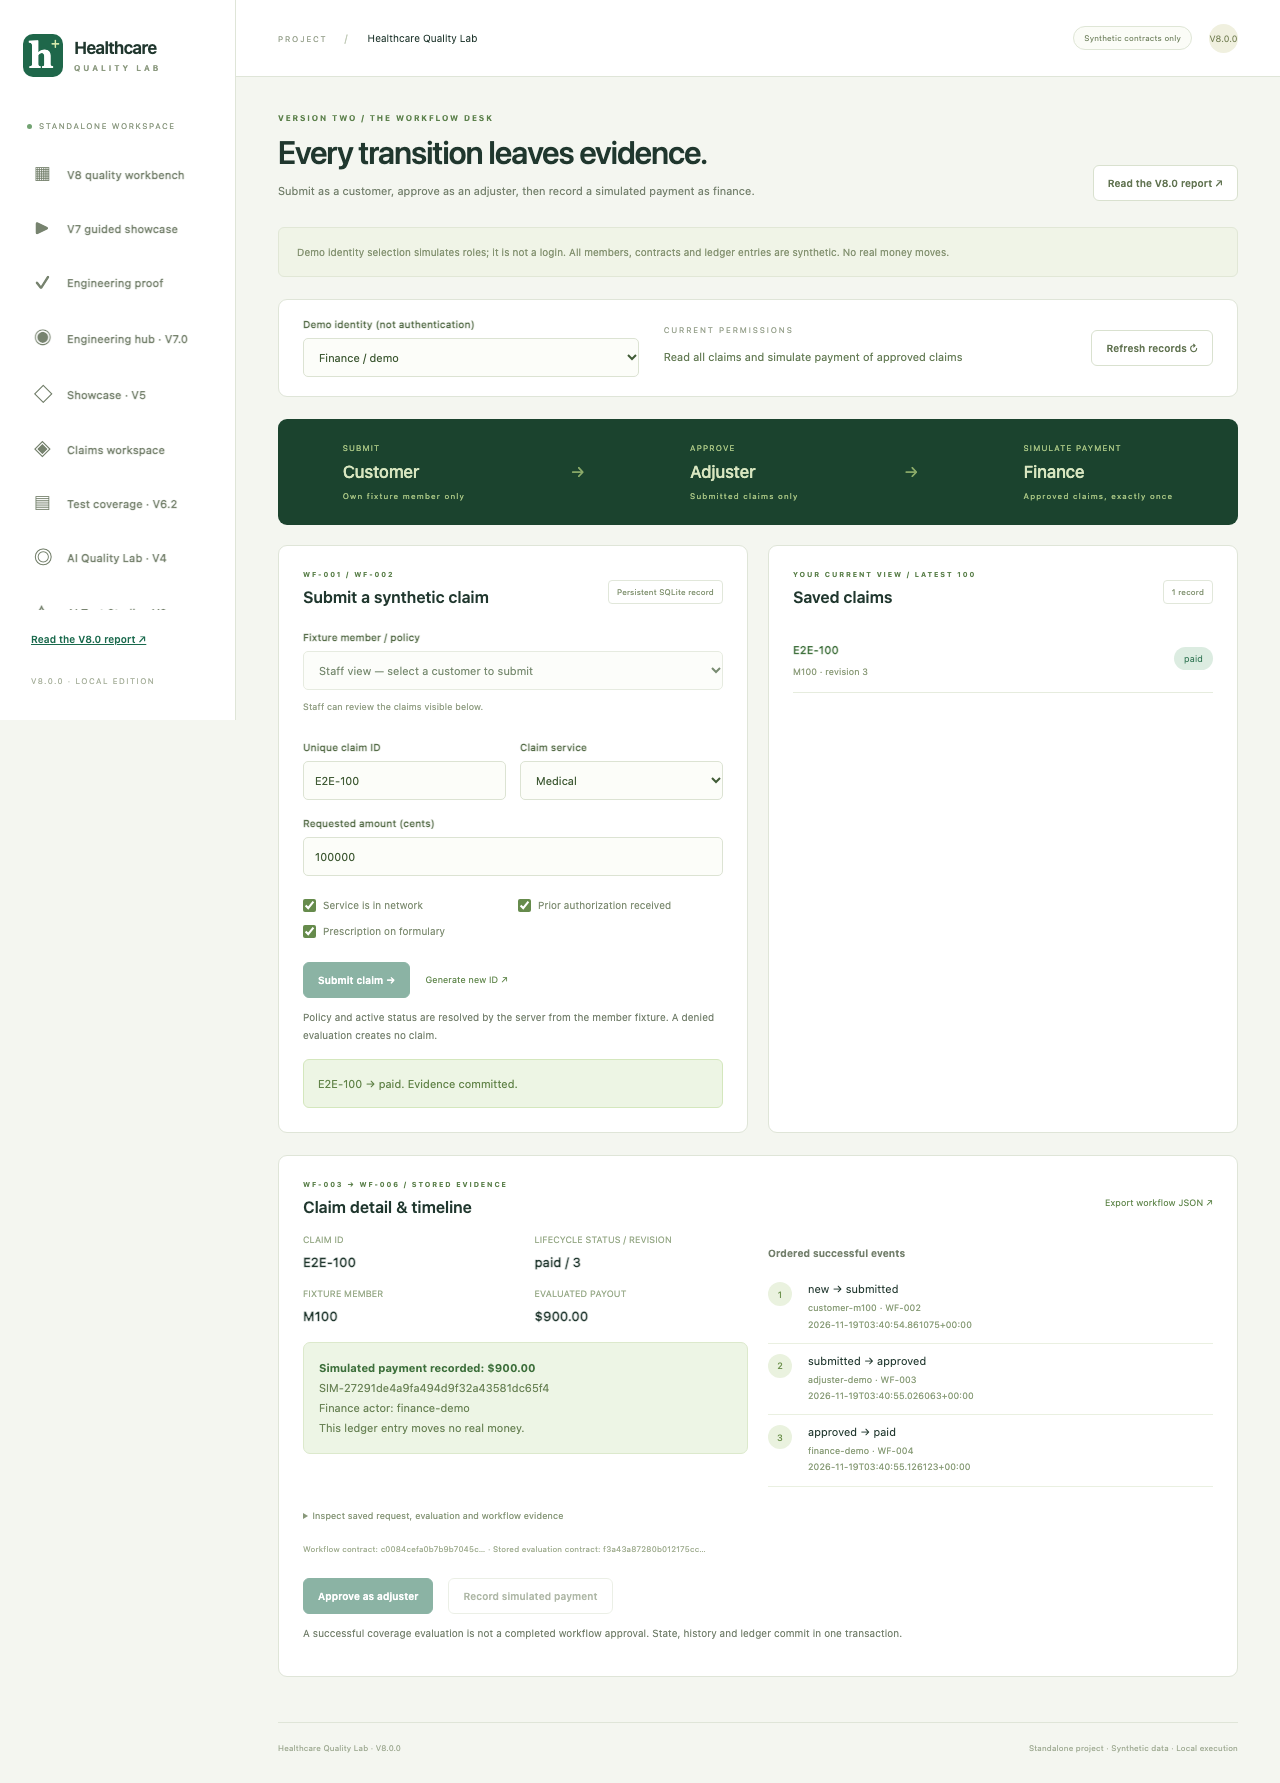 h+
Healthcare
QUALITY LAB
STANDALONE WORKSPACE
V8 quality workbench
V7 guided showcase
Engineering proof
Engineering hub · V7.0
Showcase · V5
Claims workspace
Test coverage · V6.2
AI Quality Lab · V4
Read the V8.0 report ↗
V8.0.0 · LOCAL EDITION
PROJECT / Healthcare Quality Lab
Synthetic contracts only
V8.0.0
VERSION TWO / THE WORKFLOW DESK
Every transition leaves evidence.
Submit as a customer, approve as an adjuster, then record a simulated payment as finance.
Read the V8.0 report ↗
Demo identity selection simulates roles; it is not a login. All members, contracts and ledger entries are synthetic. No real money moves.
Demo identity (not authentication)
Finance / demo
CURRENT PERMISSIONS
Read all claims and simulate payment of approved claims
Refresh records ↻
SUBMIT
Customer
Own fixture member only
→
APPROVE
Adjuster
Submitted claims only
→
SIMULATE PAYMENT
Finance
Approved claims, exactly once
WF-001 / WF-002
Submit a synthetic claim
Persistent SQLite record
Fixture member / policy
Staff view — select a customer to submit
Staff can review the claims visible below.
Unique claim ID
E2E-100
Claim service
Medical
Requested amount (cents)
100000
Service is in network
Prior authorization received
Prescription on formulary
Submit claim →
Generate new ID ↗
Policy and active status are resolved by the server from the member fixture. A denied
evaluation creates no claim.
E2E-100 → paid. Evidence committed.
YOUR CURRENT VIEW / LATEST 100
Saved claims
1 record
E2E-100
M100 · revision 3
paid
WF-003 → WF-006 / STORED EVIDENCE
Claim detail & timeline
Export workflow JSON ↗
CLAIM ID
E2E-100
LIFECYCLE STATUS / REVISION
paid / 3
FIXTURE MEMBER
M100
EVALUATED PAYOUT
$900.00
Simulated payment recorded: $900.00
SIM-27291de4a9fa494d9f32a43581dc65f4
Finance actor: finance-demo
This ledger entry moves no real money.
Ordered successful events
1
new → submitted
customer-m100 · WF-002
2026-11-19T03:40:54.861075+00:00
2
submitted → approved
adjuster-demo · WF-003
2026-11-19T03:40:55.026063+00:00
3
approved → paid
finance-demo · WF-004
2026-11-19T03:40:55.126123+00:00
Inspect saved request, evaluation and workflow evidence
Workflow contract: c0084cefa0b7b9b7045c… · Stored evaluation contract: f3a43a87280b012175cc…
Approve as adjuster
Record simulated payment
A successful coverage evaluation is not a completed workflow approval. State, history and ledger commit in one transaction.
Healthcare Quality Lab · V8.0.0
Standalone project · Synthetic data · Local execution